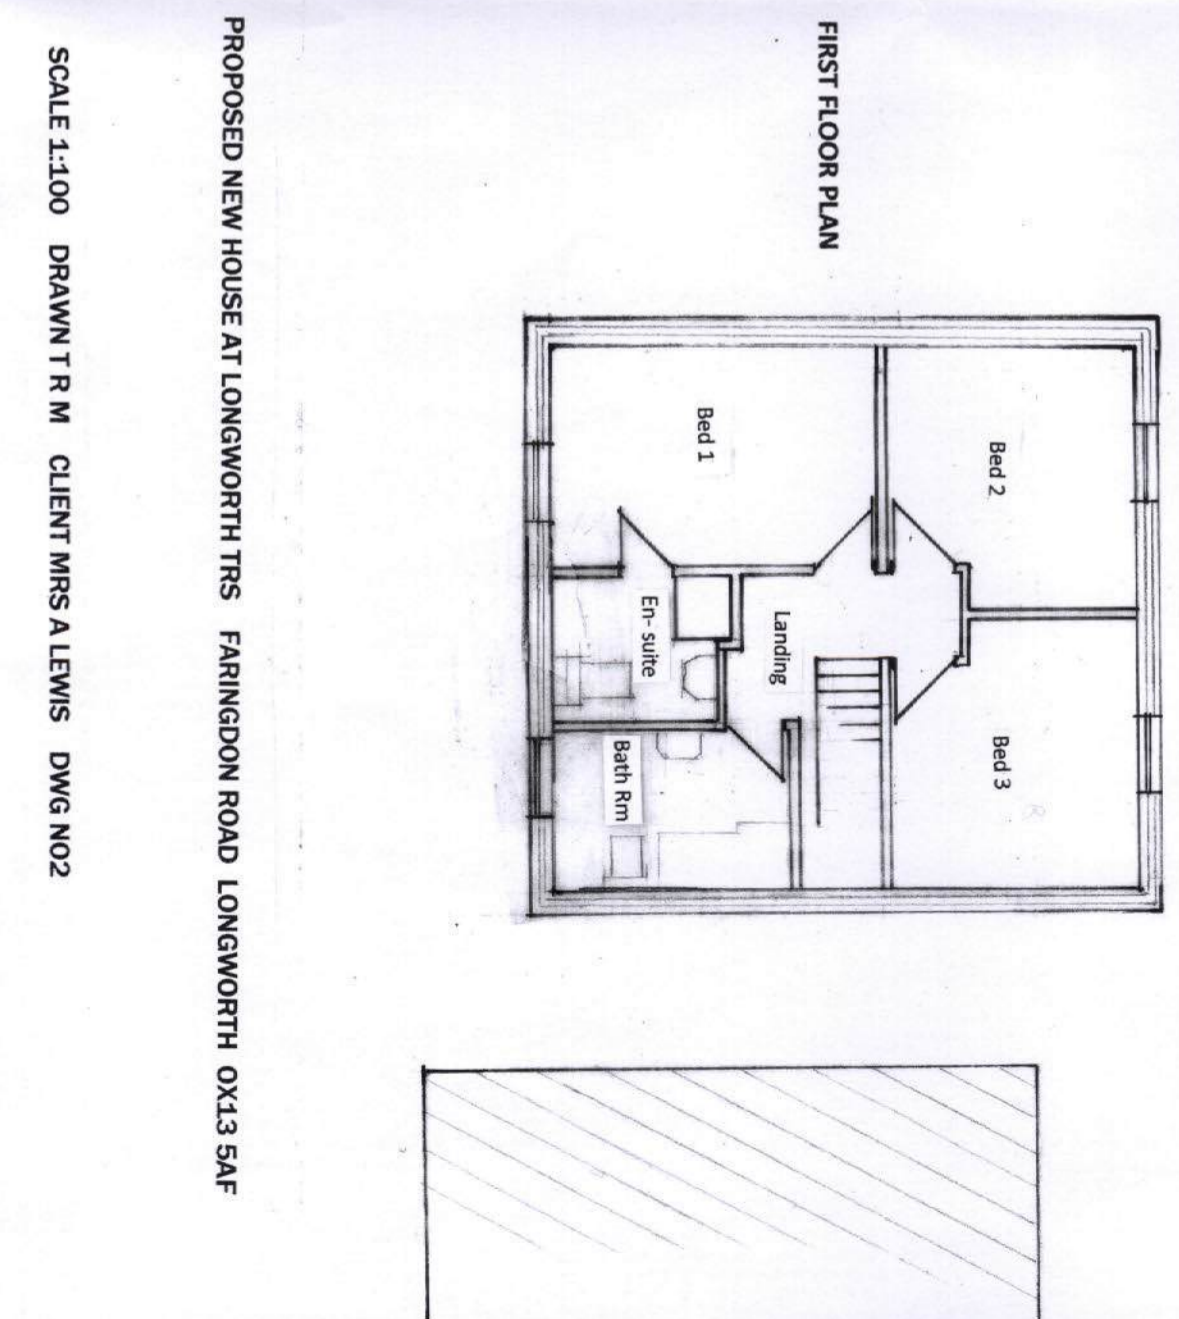 FIRST FLOOR PLAN
Bed 2
Bed 3
Bed 1
Landing
En- suite
Bath Rm
PROPOSED NEW HOUSE AT LONGWORTH TRS FARINGDON ROAD LONGWORTH OX13 5AF
SCALE 1:100 DRAWN T R M CLIENT MRS A LEWIS DWG NO2